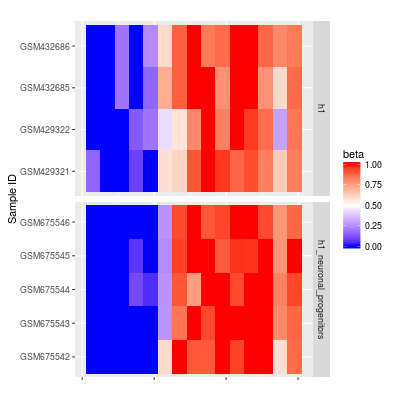 Sample ID
GSM432686
GSM432685
GSM429322
GSM429321
h1
GSM675546
GSM675545
GSM675544
GSM675543
GSM675542
h1_neuronal_progenitors
beta
1.00
0.75
0.50
0.25
0.00